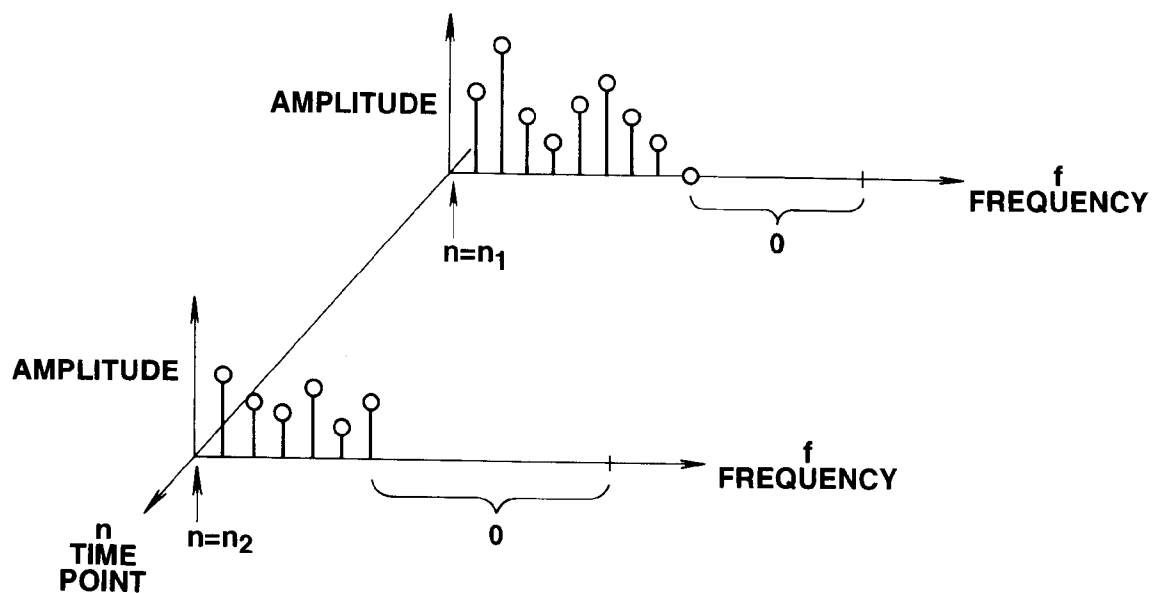 AMPLITUDE
f
FREQUENCY
0
n=n1
AMPLITUDE
f
FREQUENCY
0
n=n2
n
TIME
POINT